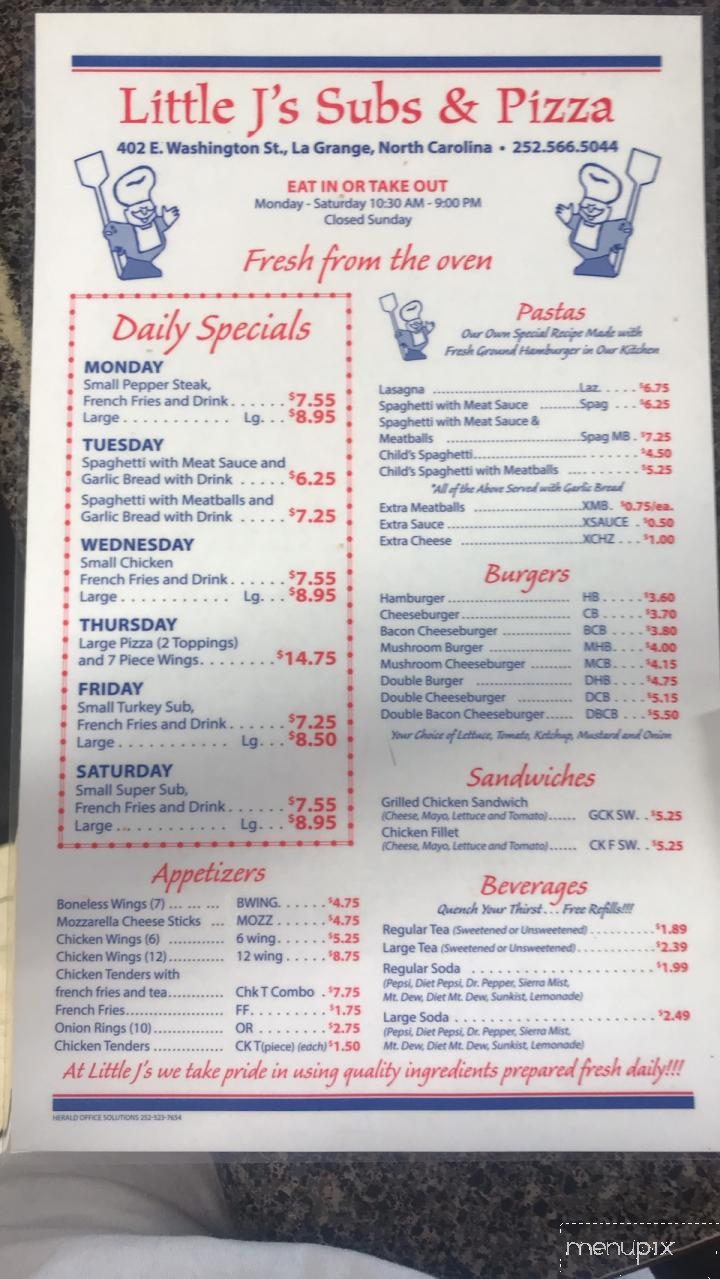 Little J's Subs & Pizza
402 E. Washington St., La Grange, North Carolina • 252.566.5044
EAT IN OR TAKE OUT
Monday - Saturday 10:30 AM - 9:00 PM
Closed Sunday
Fresh from the oven
Daily Specials
MONDAY
Small Pepper Steak,
French Fries and Drink . . . . . . $7.55
Large . . . . . . . . . . . Lg. . . $8.95
TUESDAY
Spaghetti with Meat Sauce and
Garlic Bread with Drink . . . . . $6.25
Spaghetti with Meatballs and
Garlic Bread with Drink . . . . . $7.25
WEDNESDAY
Small Chicken
French Fries and Drink . . . . . . $7.55
Large . . . . . . . . . . . Lg. . . $8.95
THURSDAY
Large Pizza (2 Toppings)
and 7 Piece Wings. . . . . . . . $14.75
FRIDAY
Small Turkey Sub,
French Fries and Drink . . . . . . $7.25
Large . . . . . . . . . . . Lg. . . $8.50
SATURDAY
Small Super Sub,
French Fries and Drink . . . . . . $7.55
Large . . . . . . . . . . . Lg. . . $8.95
Appetizers
Boneless Wings (7) ... ... ... BWING. . . . . . $4.75
Mozzarella Cheese Sticks ... MOZZ . . . . . . $4.75
Chicken Wings (6) ............ 6 wing . . . . . . $5.25
Chicken Wings (12) ............ 12 wing . . . . . $8.75
Chicken Tenders with
french fries and tea............ Chk T Combo . $7.75
French Fries..................... FF. . . . . . . . . $1.75
Onion Rings (10) ............... OR . . . . . . . . $2.75
Chicken Tenders ............... CK T(piece) (each) $1.50
Pastas
Our Own Special Recipe Made with
Fresh Ground Hamburger in Our Kitchen
Lasagna ..............................Laz. . . . . $6.75
Spaghetti with Meat Sauce .........Spag . . . $6.25
Spaghetti with Meat Sauce &
Meatballs ..............................Spag MB . $7.25
Child's Spaghetti........................ . . . . . . . $4.50
Child's Spaghetti with Meatballs ......... . . . . . $5.25
*All of the Above Served with Garlic Bread
Extra Meatballs ........................XMB. $0.75/ea.
Extra Sauce ..............................XSAUCE . $0.50
Extra Cheese ...........................XCHZ . . . $1.00
Burgers
Hamburger ........................... HB . . . . . $3.60
Cheeseburger........................ CB . . . . . $3.70
Bacon Cheeseburger ............... BCB . . . . $3.80
Mushroom Burger .................. MHB. . . . $4.00
Mushroom Cheeseburger ......... MCB. . . . $4.15
Double Burger ..................... DHB . . . . $4.75
Double Cheeseburger ............ DCB . . . . $5.15
Double Bacon Cheeseburger...... DBCB . . . $5.50
Your Choice of Lettuce, Tomato, Ketchup, Mustard and Onion
Sandwiches
Grilled Chicken Sandwich
(Cheese, Mayo, Lettuce and Tomato)...... GCK SW. . $5.25
Chicken Fillet
(Cheese, Mayo, Lettuce and Tomato)...... CK F SW. . $5.25
Beverages
Quench Your Thirst . . . Free Refills!!!
Regular Tea (Sweetened or Unsweetened) . . . . . . . . . . $1.89
Large Tea (Sweetened or Unsweetened) . . . . . . . . . . . $2.39
Regular Soda . . . . . . . . . . . . . . . . . . . . . $1.99
(Pepsi, Diet Pepsi, Dr. Pepper, Sierra Mist,
Mt. Dew, Diet Mt. Dew, Sunkist, Lemonade)
Large Soda . . . . . . . . . . . . . . . . . . . . . . $2.49
(Pepsi, Diet Pepsi, Dr. Pepper, Sierra Mist,
Mt. Dew, Diet Mt. Dew, Sunkist, Lemonade)
At Little J's we take pride in using quality ingredients prepared fresh daily!!!
HERALD OFFICE SOLUTIONS 252-523-7654
menupix